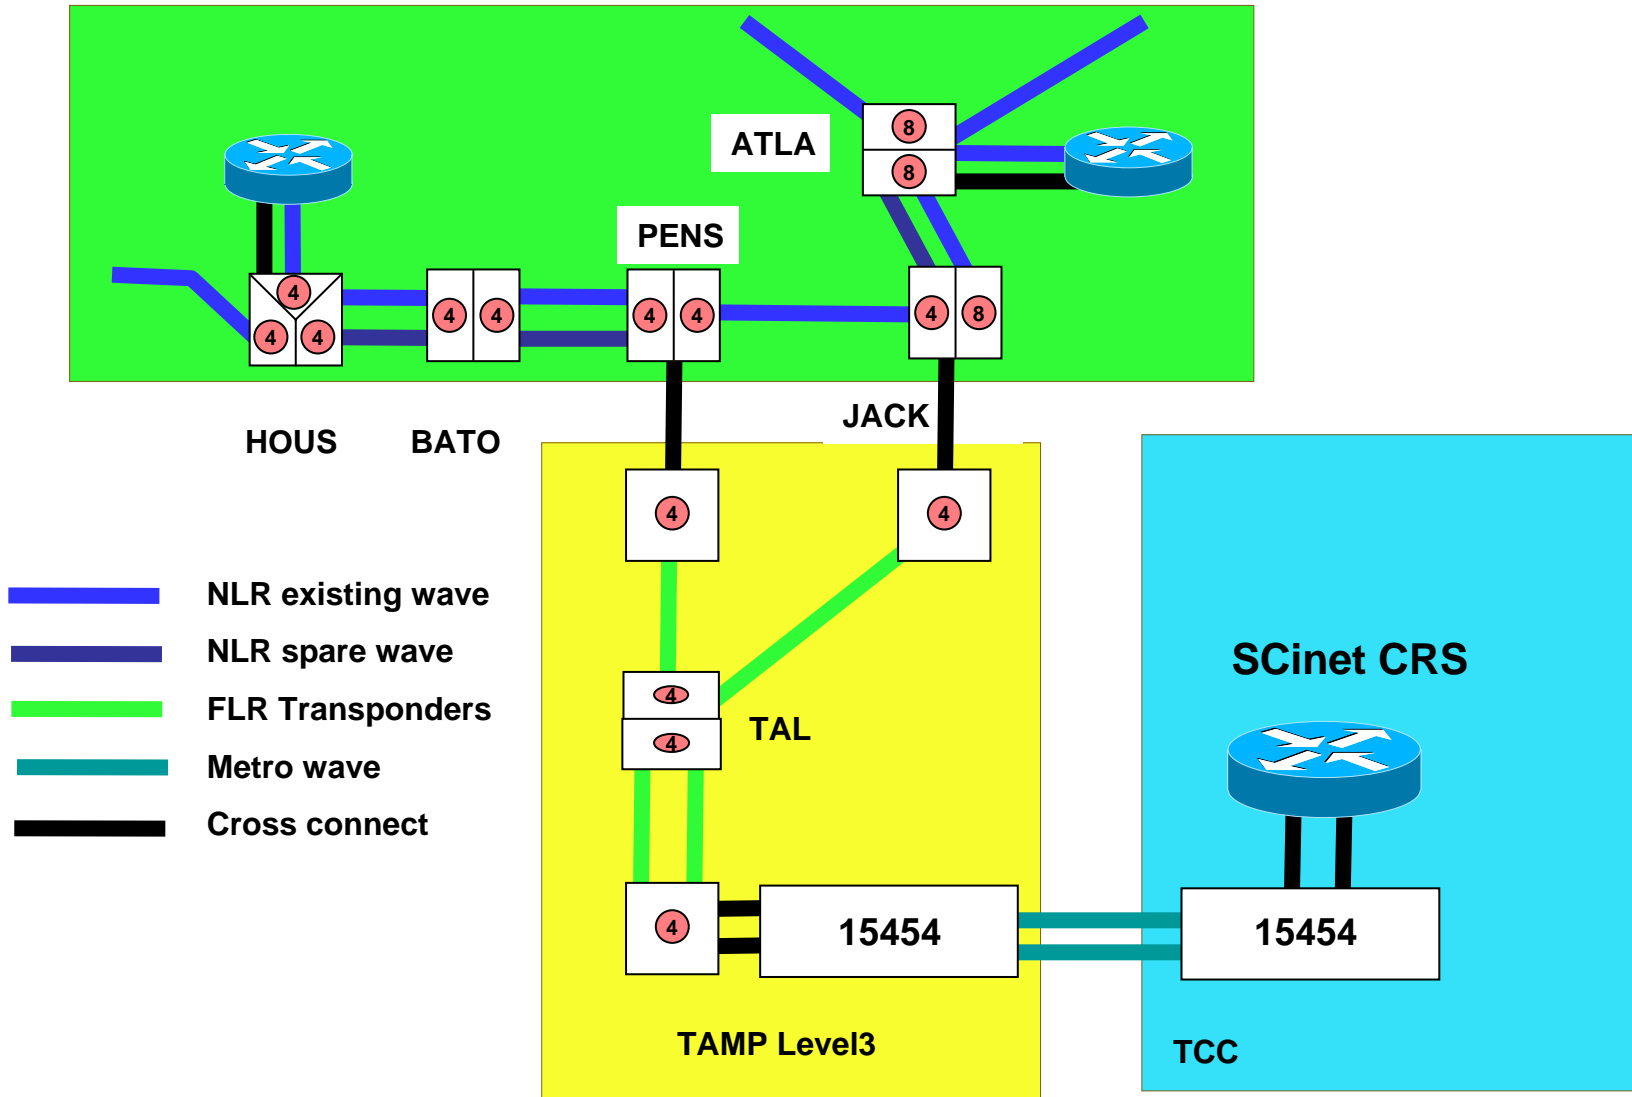 8
ATLA
8
PENS
4
4
4
4
4
4
4
4
4
8
JACK
HOUS
BATO
4
4
NLR existing wave
NLR spare wave
FLR Transponders
Metro wave
Cross connect
4
4
TAL
SCinet CRS
4
15454
15454
TAMP Level3
TCC